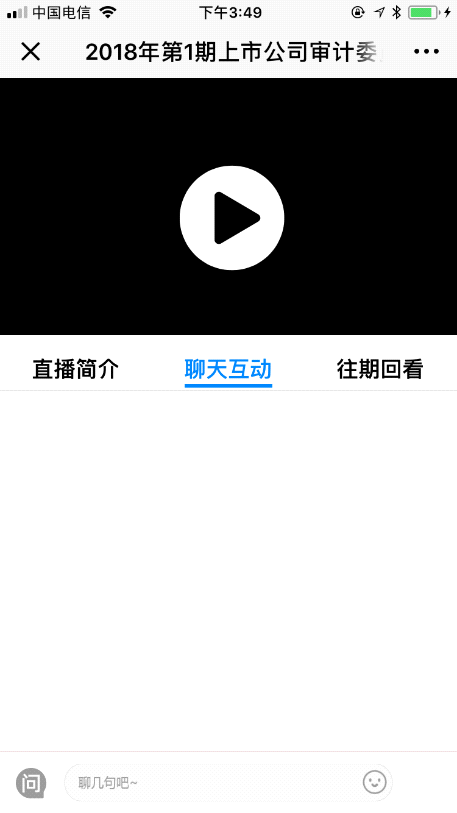 中国电信 下午3:49
2018年第1期上市公司审计委
直播简介 聊天互动 往期回看
问 聊几句吧~